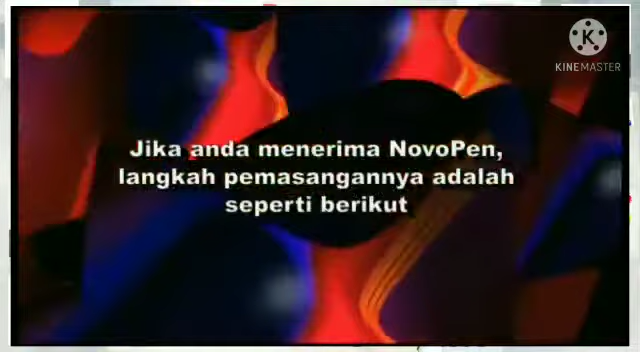 KINEMASTER
Jika anda menerima NovoPen,
langkah pemasangannya adalah
seperti berikut